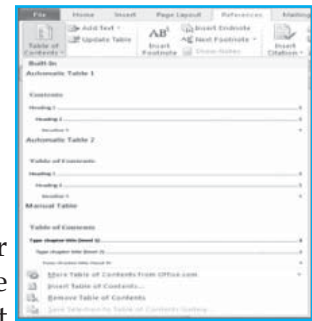 File Home Insert Page Layout References Mailing
Table of Contents
Add Text
Update Table
AB¹
Insert Footnote
Insert Endnote
Next Footnote
Show Notes
Insert Citation
Built-In
Automatic Table 1
Contents
Heading 1
Heading 2
Heading 3
Automatic Table 2
Table of Contents
Heading 1
Heading 2
Heading 3
Manual Table
Table of Contents
Type chapter title (level 1)
Type chapter title (level 2)
Type chapter title (level 3)
More Table of Contents from Office.com
Insert Table of Contents...
Remove Table of Contents
Save Selection to Table of Contents Gallery...
r
e
t